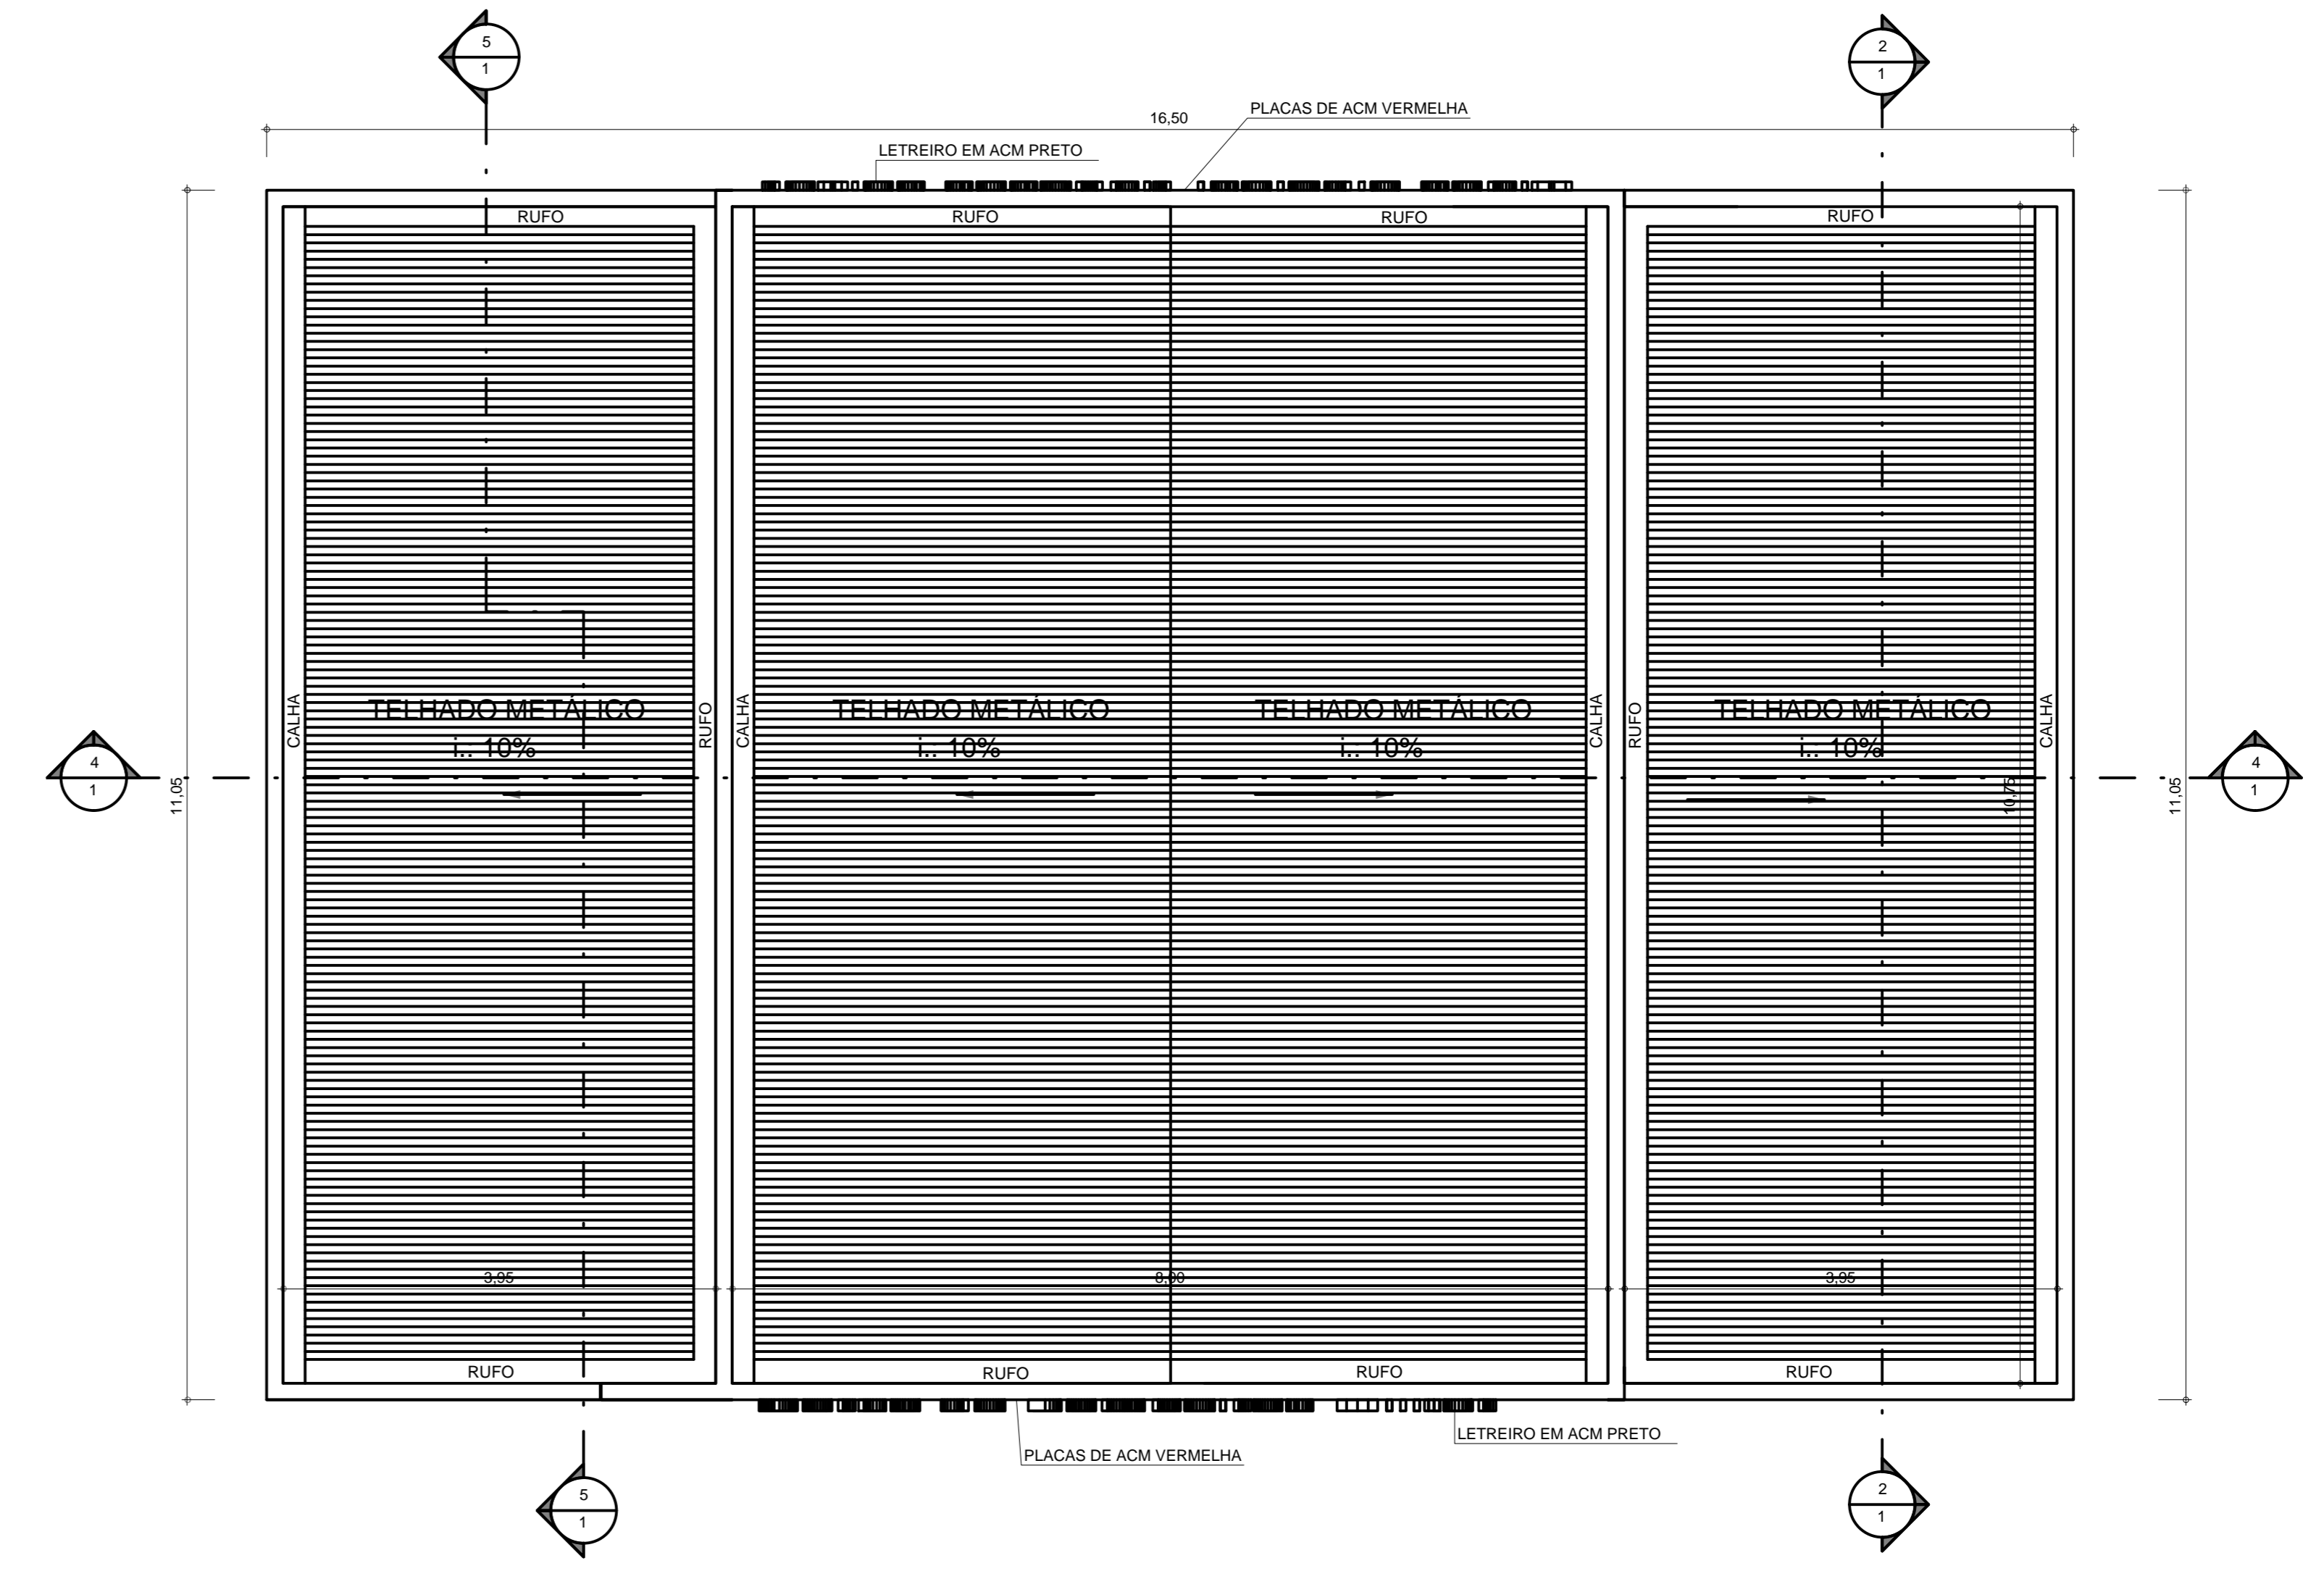 5
1
2
1
16,50
PLACAS DE ACM VERMELHA
LETREIRO EM ACM PRETO
RUFO
RUFO
RUFO
RUFO
CALHA
TELHADO METÁLICO
i.: 10%
RUFO
CALHA
TELHADO METÁLICO
i.: 10%
TELHADO METÁLICO
i.: 10%
CALHA
RUFO
TELHADO METÁLICO
i.: 10%
CALHA
4
1
11,05
10,75
11,05
4
1
3,95
8,00
3,95
RUFO
RUFO
RUFO
RUFO
LETREIRO EM ACM PRETO
PLACAS DE ACM VERMELHA
5
1
2
1